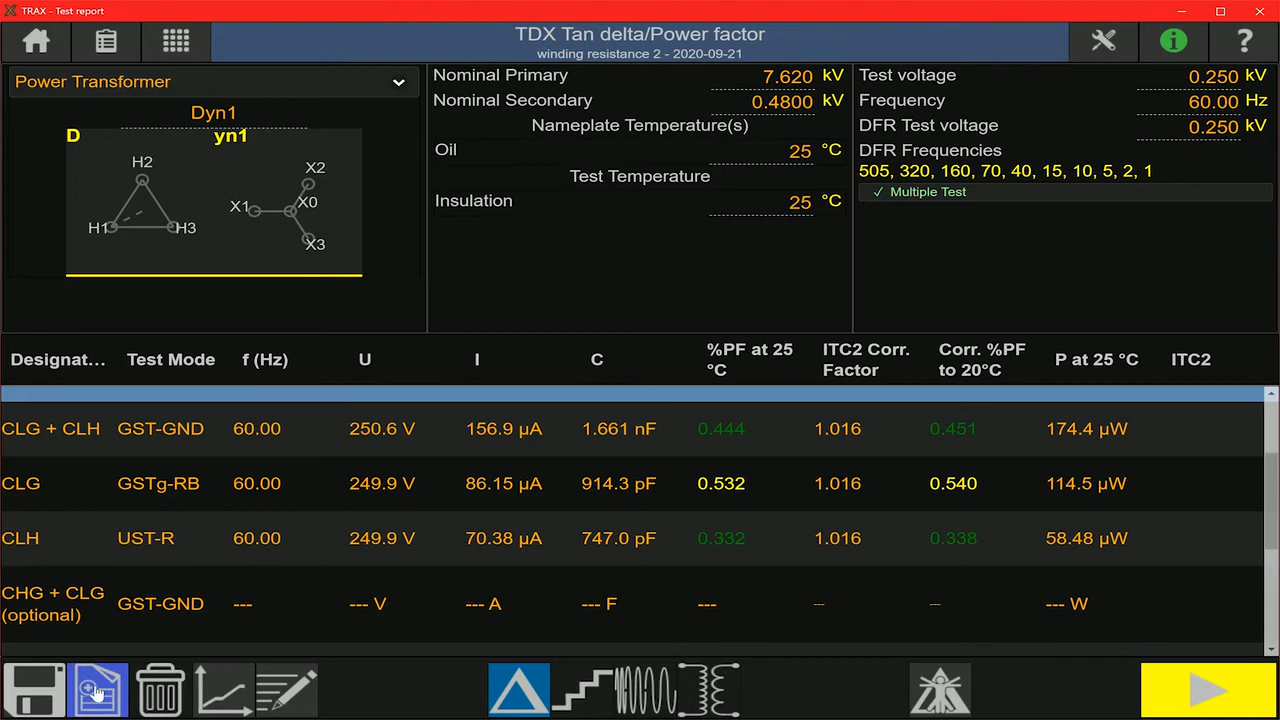 TRAX - Test report
TDX Tan delta/Power factor
winding resistance 2 - 2020-09-21
?
Power Transformer
Dyn1
D
yn1
H2
X2
X1
X0
H1
H3
X3
Nominal Primary 7.620 kV
Nominal Secondary 0.4800 kV
Nameplate Temperature(s)
Oil 25 °C
Test Temperature
Insulation 25 °C
Test voltage 0.250 kV
Frequency 60.00 Hz
DFR Test voltage 0.250 kV
DFR Frequencies
505, 320, 160, 70, 40, 15, 10, 5, 2, 1
✓ Multiple Test
Designat... Test Mode f (Hz) U I C %PF at 25 °C ITC2 Corr. Factor Corr. %PF to 20°C P at 25 °C ITC2
CLG + CLH GST-GND 60.00 250.6 V 156.9 µA 1.661 nF 0.444 1.016 0.451 174.4 µW
CLG GSTg-RB 60.00 249.9 V 86.15 µA 914.3 pF 0.532 1.016 0.540 114.5 µW
CLH UST-R 60.00 249.9 V 70.38 µA 747.0 pF 0.332 1.016 0.338 58.48 µW
CHG + CLG (optional) GST-GND --- --- V --- A --- F --- --- --- --- W